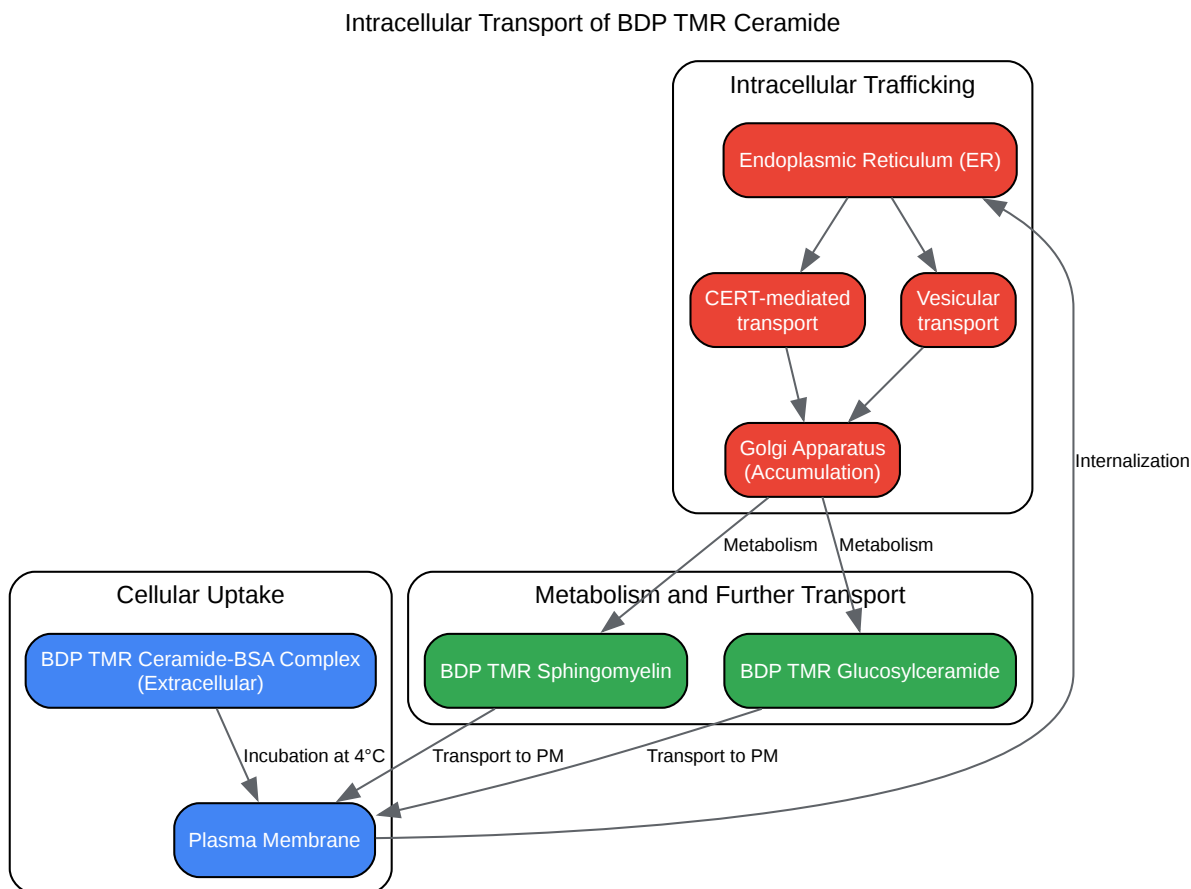 Intracellular Transport of BDP TMR Ceramide
Intracellular Trafficking
Endoplasmic Reticulum (ER)
CERT-mediated
transport
Vesicular
transport
Golgi Apparatus
(Accumulation)
Internalization
Metabolism
Metabolism
Cellular Uptake
Metabolism and Further Transport
BDP TMR Ceramide-BSA Complex
(Extracellular)
BDP TMR Sphingomyelin
BDP TMR Glucosylceramide
Incubation at 4°C
Transport to PM
Transport to PM
Plasma Membrane